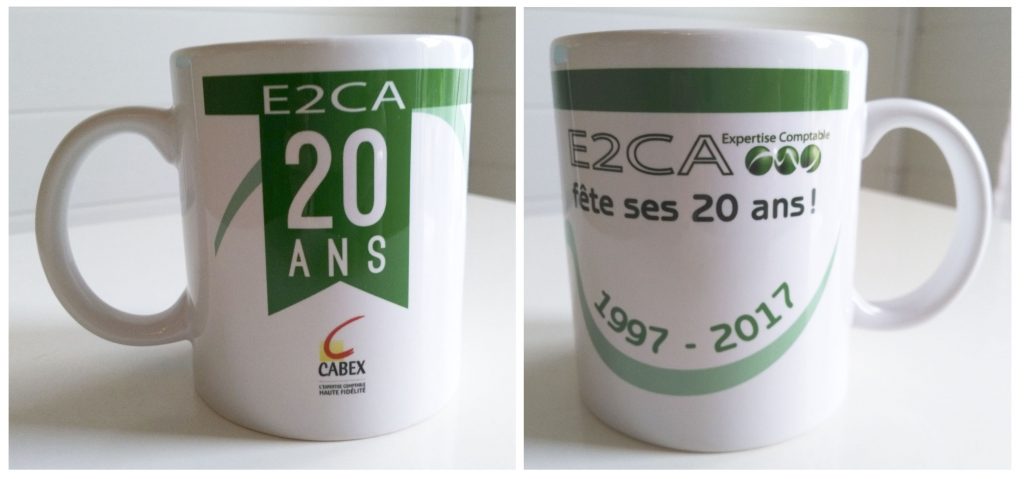 E2CA
20
ANS
CABEX
L'EXPERTISE COMPTABLE
HAUTE FIDÉLITÉ
E2CA Expertise Comptable
fête ses 20 ans !
1997 - 2017